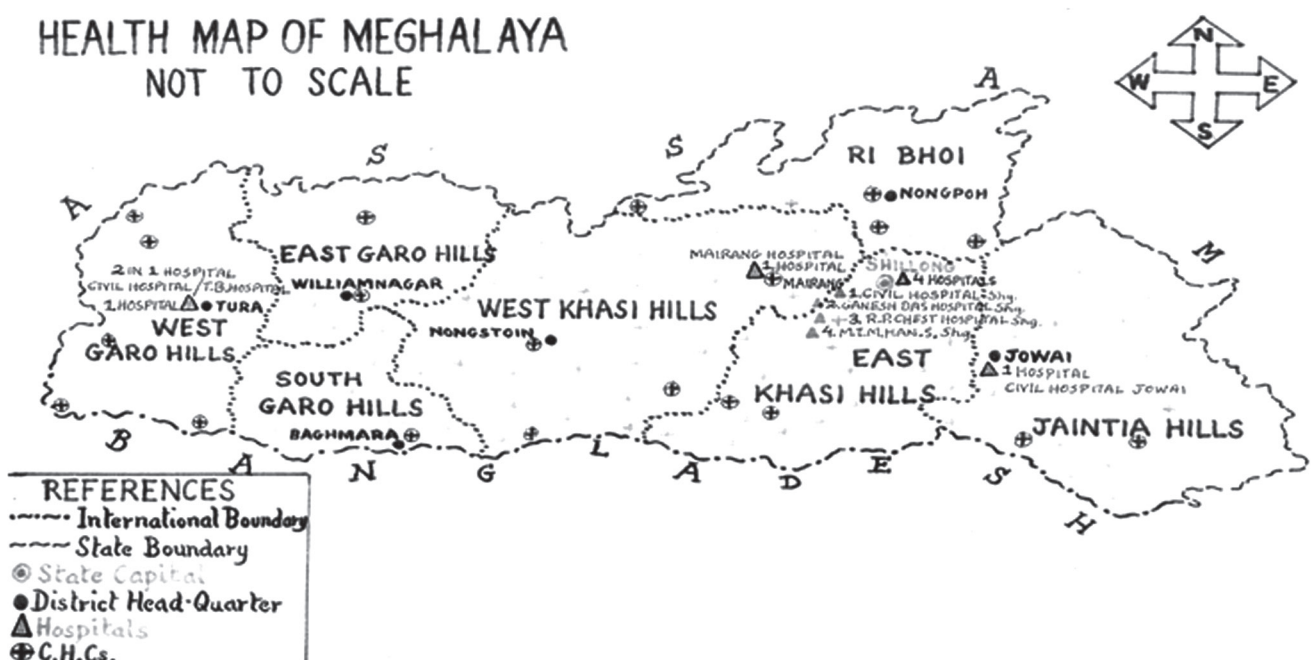 HEALTH MAP OF MEGHALAYA
NOT TO SCALE
N
W E
S
A S S A M
RI BHOI
NONGPOH
EAST GARO HILLS
WILLIAMNAGAR
2 IN 1 HOSPITAL
CIVIL HOSPITAL / T.B. HOSPITAL
1 HOSPITAL TURA
WEST
GARO HILLS
SOUTH
GARO HILLS
BAGHMARA
WEST KHASI HILLS
NONGSTOIN
MAIRANG HOSPITAL
1 HOSPITAL
MAIRANG
SHILLONG
4 HOSPITALS
1. CIVIL HOSPITAL-Shg.
2. GANESH DAS HOSPITAL Shg.
3. R.P. CHEST HOSPITAL Shg.
4. Shg.
EAST
KHASI HILLS
JOWAI
1 HOSPITAL
CIVIL HOSPITAL JOWAI
JAINTIA HILLS
B A N G L A D E S H
REFERENCES
International Boundary
State Boundary
State Capital
District Head-Quarter
Hospitals
C.H.Cs.